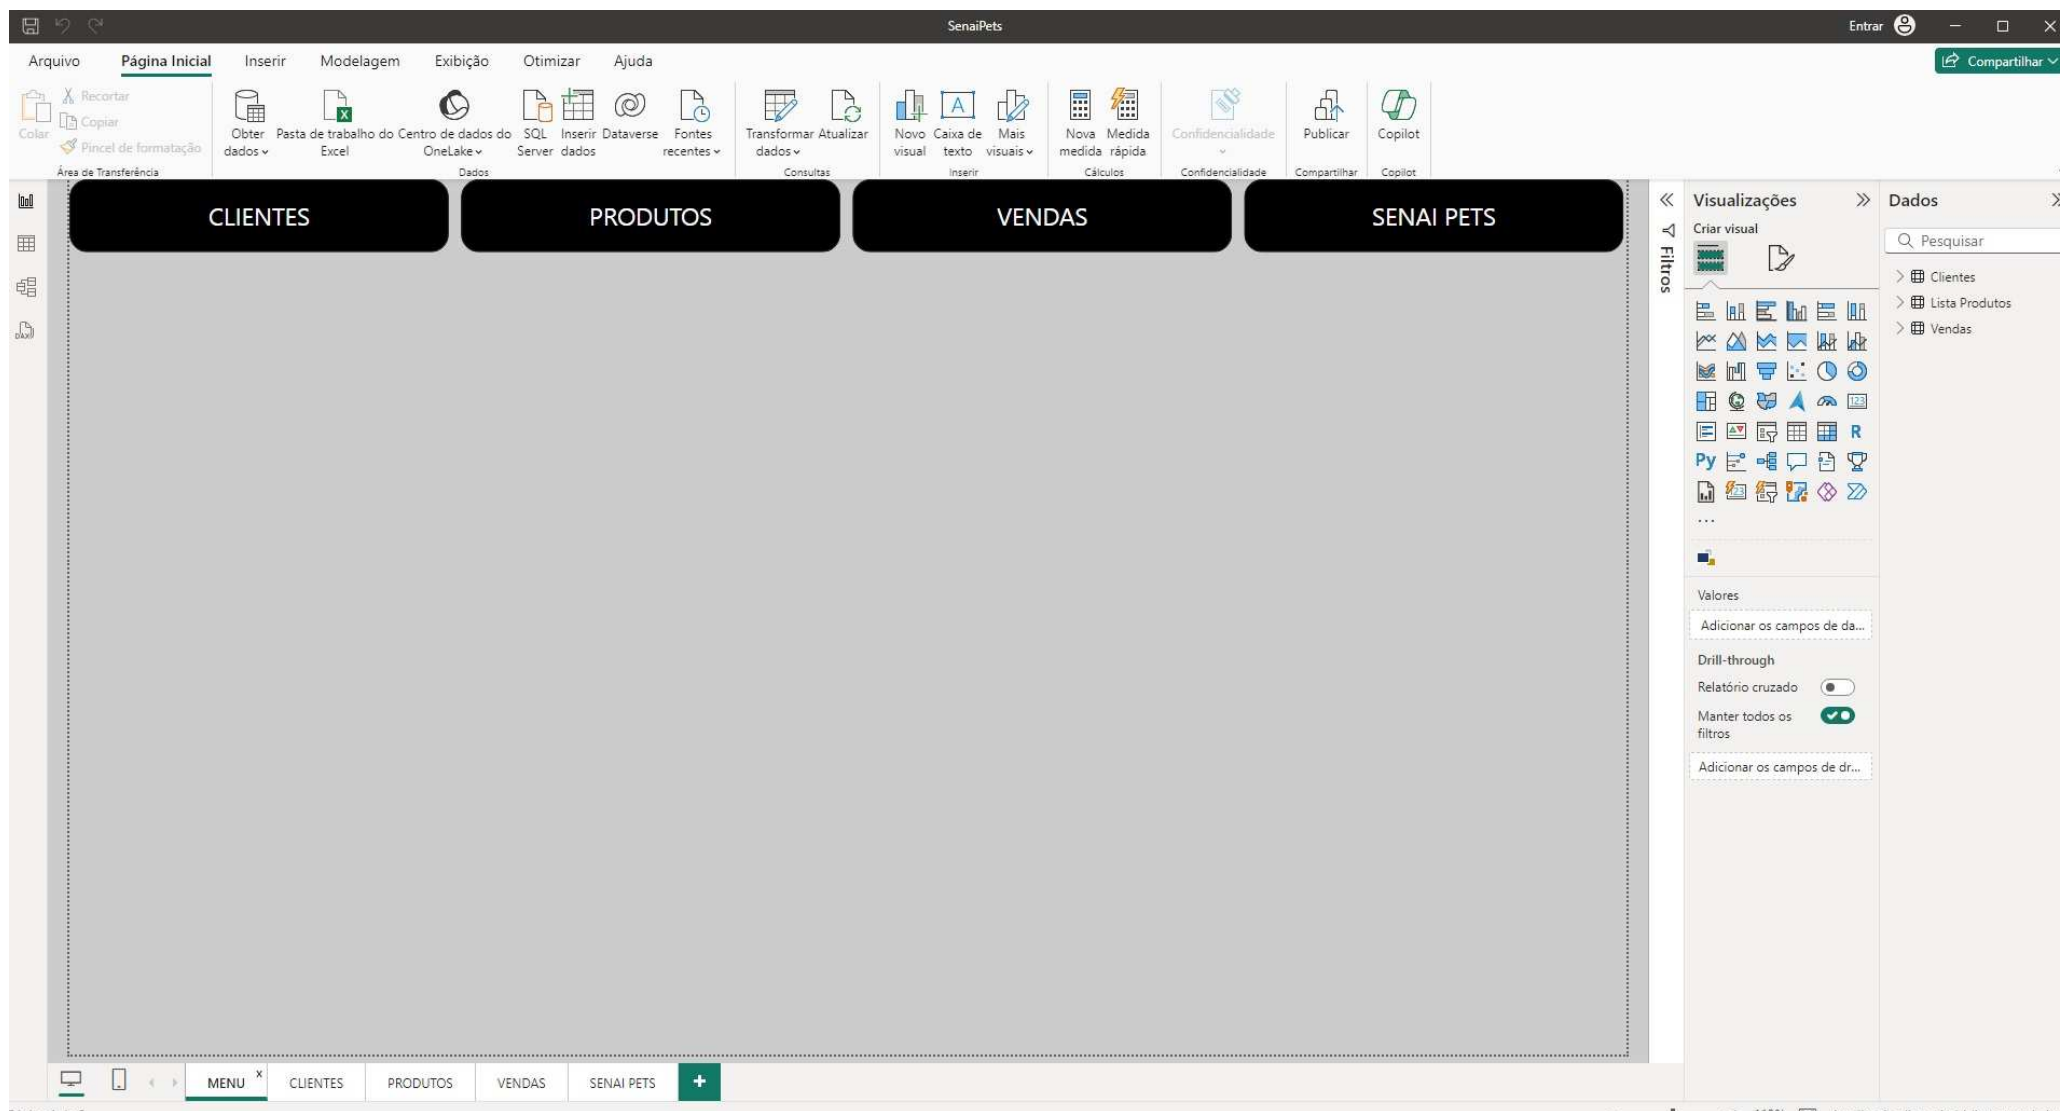 SenaiPets
Entrar
Arquivo Página Inicial Inserir Modelagem Exibição Otimizar Ajuda
Compartilhar
Colar
Recortar
Copiar
Pincel de formatação
Área de Transferência
Obter dados
Pasta de trabalho do Excel
Centro de dados do OneLake
SQL Server
Inserir dados
Dataverse
Fontes recentes
Dados
Transformar dados
Atualizar
Consultas
Novo visual
A
Caixa de texto
Mais visuais
Inserir
Nova medida
Medida rápida
Cálculos
Confidencialidade
Confidencialidade
Publicar
Compartilhar
Copilot
Copilot
CLIENTES PRODUTOS VENDAS SENAI PETS
Filtros
Visualizações
Criar visual
123
R
Py
123
...
Valores
Adicionar os campos de da...
Drill-through
Relatório cruzado
Manter todos os
filtros
Adicionar os campos de dr...
Dados
Pesquisar
Clientes
Lista Produtos
Vendas
DAX
MENU x CLIENTES PRODUTOS VENDAS SENAI PETS +